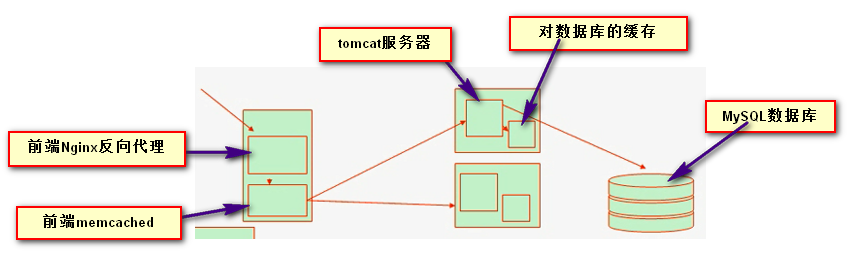 对数据库的缓存
tomcat服务器
MySQL数据库
前端Nginx反向代理
前端memcached